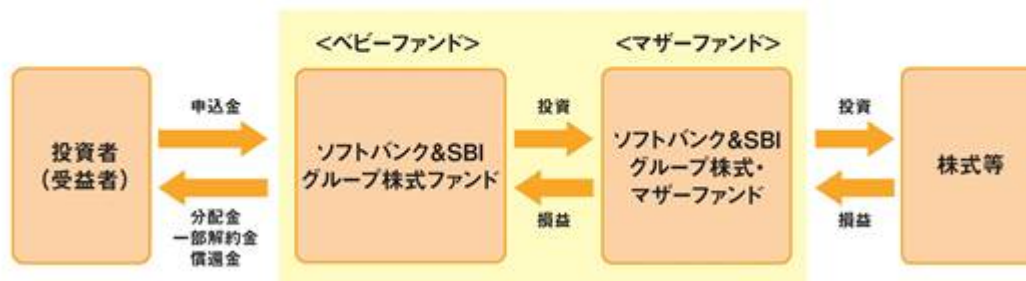 <ベビーファンド>
<マザーファンド>
投資者
(受益者)
申込金
分配金
一部解約金
償還金
ソフトバンク&SBI
グループ株式ファンド
投資
損益
ソフトバンク&SBI
グループ株式・
マザーファンド
投資
損益
株式等